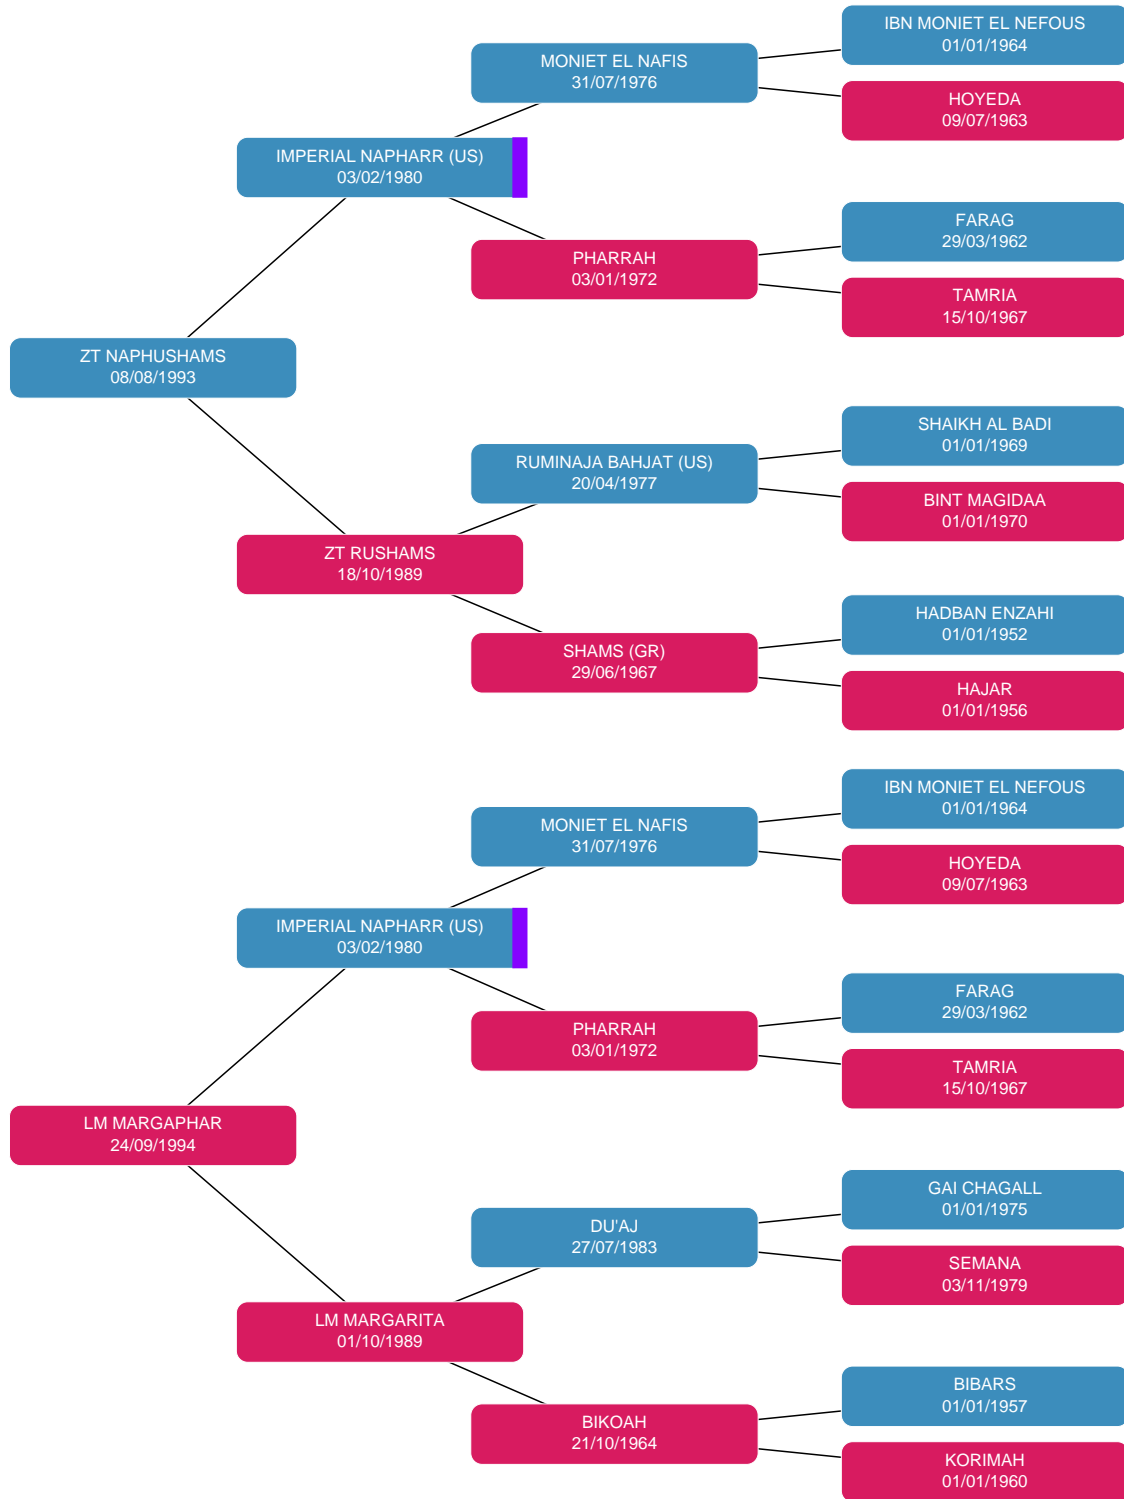 IBN MONIET EL NEFOUS
01/01/1964
MONIET EL NAFIS
31/07/1976
HOYEDA
09/07/1963
IMPERIAL NAPHARR (US)
03/02/1980
FARAG
29/03/1962
PHARRAH
03/01/1972
TAMRIA
15/10/1967
ZT NAPHUSHAMS
08/08/1993
SHAIKH AL BADI
01/01/1969
RUMINAJA BAHJAT (US)
20/04/1977
BINT MAGIDAA
01/01/1970
ZT RUSHAMS
18/10/1989
HADBAN ENZAHI
01/01/1952
SHAMS (GR)
29/06/1967
HAJAR
01/01/1956
IBN MONIET EL NEFOUS
01/01/1964
MONIET EL NAFIS
31/07/1976
HOYEDA
09/07/1963
IMPERIAL NAPHARR (US)
03/02/1980
FARAG
29/03/1962
PHARRAH
03/01/1972
TAMRIA
15/10/1967
LM MARGAPHAR
24/09/1994
GAI CHAGALL
01/01/1975
DU'AJ
27/07/1983
SEMANA
03/11/1979
LM MARGARITA
01/10/1989
BIBARS
01/01/1957
BIKOAH
21/10/1964
KORIMAH
01/01/1960